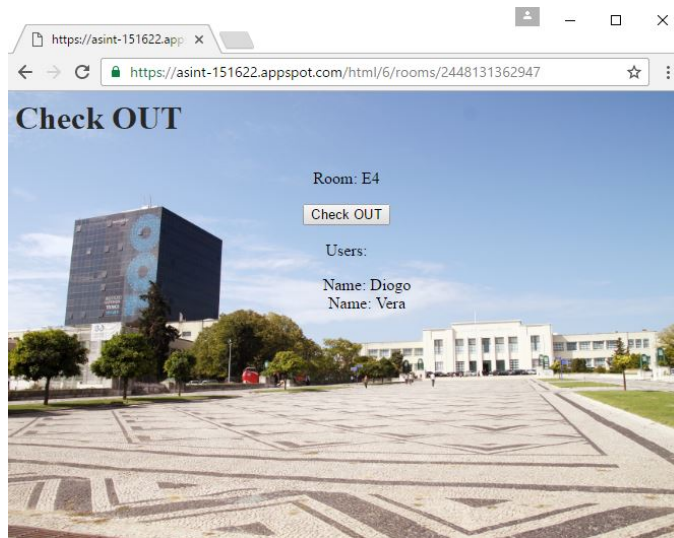 https://asint-151622.app
https://asint-151622.appspot.com/html/6/rooms/2448131362947
Check OUT
Room: E4
Check OUT
Users:
Name: Diogo
Name: Vera